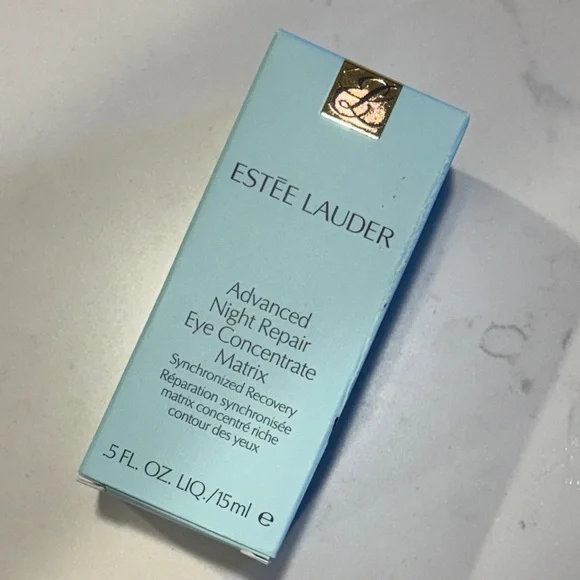 ESTĒE LAUDER
Advanced
Night Repair
Eye Concentrate
Matrix
Synchronized Recovery
Réparation synchronisée
matrix concentré riche
contour des yeux
.5 FL. OZ. LIQ./15ml ℮